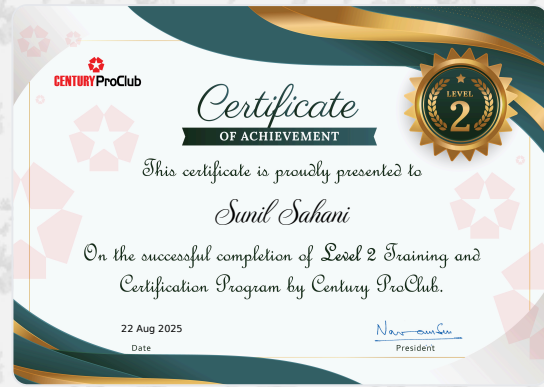 CENTURY ProClub
LEVEL
2
Certificate
OF ACHIEVEMENT
This certificate is proudly presented to
Sunil Sahani
On the successful completion of Level 2 Training and
Certification Program by Century ProClub.
22 Aug 2025
Date
President